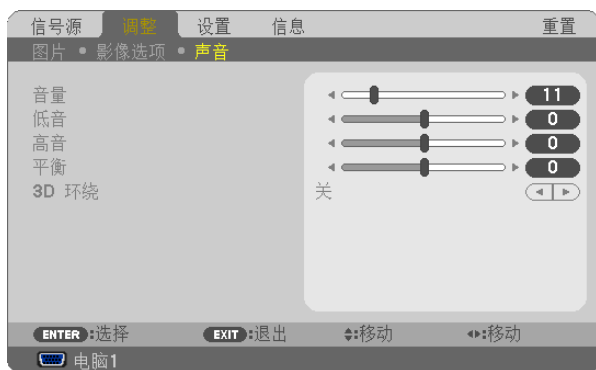 信号源 调整 设置 信息 重置
图片 • 影像选项 • 声音
音量 11
低音 0
高音 0
平衡 0
3D 环绕 关
ENTER:选择 EXIT:退出 :移动 :移动
电脑1